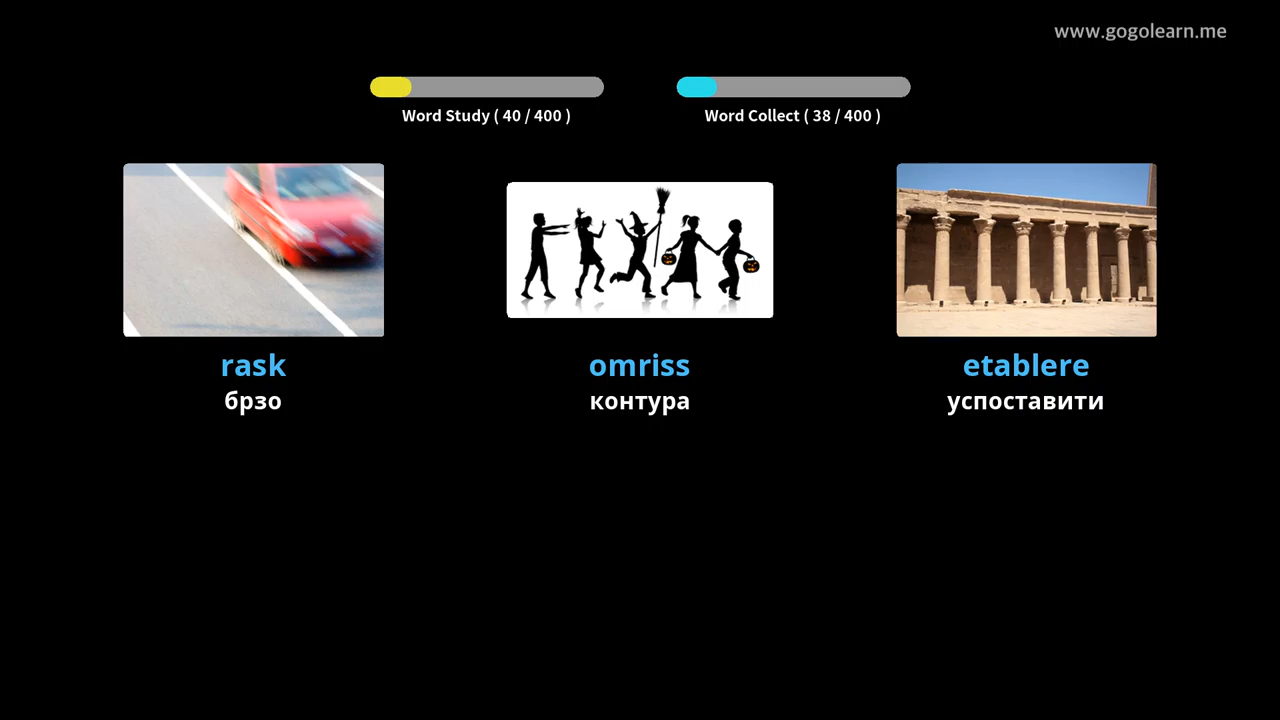 www.gogolearn.me
Word Study ( 40 / 400 )
Word Collect ( 38 / 400 )
rask
omriss
etablere
брзо
контура
успоставити